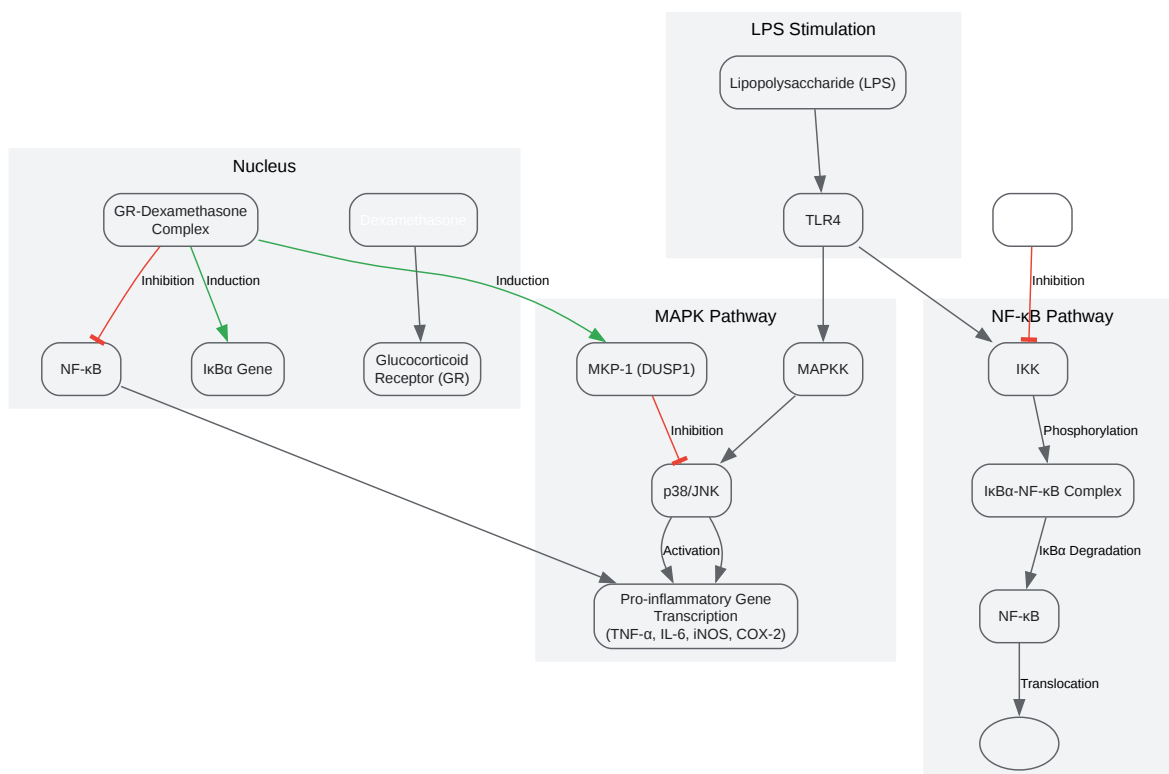 LPS Stimulation
Lipopolysaccharide (LPS)
TLR4
Nucleus
GR-Dexamethasone
Complex
Dexamethasone
Inhibition
Induction
Induction
NF-κB
IκBα Gene
Glucocorticoid
Receptor (GR)
MAPK Pathway
MKP-1 (DUSP1)
MAPKK
Inhibition
p38/JNK
Activation
Pro-inflammatory Gene
Transcription
(TNF-α, IL-6, iNOS, COX-2)
Inhibition
NF-κB Pathway
IKK
Phosphorylation
IκBα-NF-κB Complex
IκBα Degradation
NF-κB
Translocation